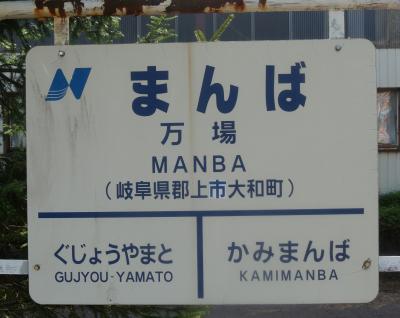 まんば
万場
MANBA
（岐阜県郡上市大和町）
ぐじょうやまと
GUJYOU-YAMATO
かみまんば
KAMIMANBA